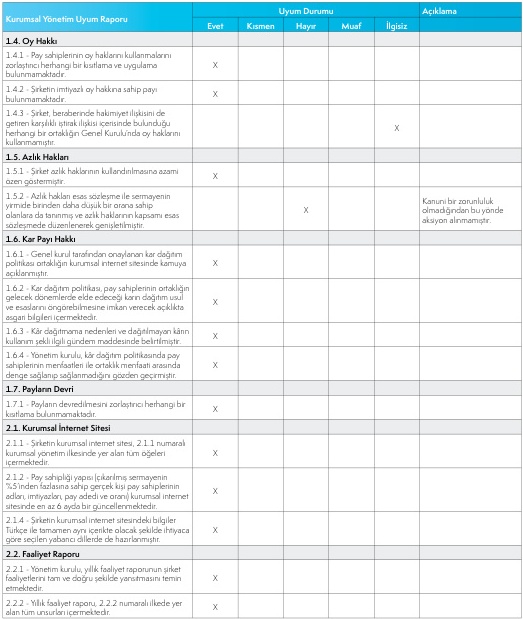 Kurumsal Yönetim Uyum Raporu
Uyum Durumu
Açıklama
Evet Kısmen Hayır Muaf İlgisiz
1.4. Oy Hakkı
1.4.1 - Pay sahiplerinin oy haklarını kullanmalarını
zorlaştırıcı herhangi bir kısıtlama ve uygulama
bulunmamaktadır.
X
1.4.2 - Şirketin imtiyazlı oy hakkına sahip payı
bulunmamaktadır.
X
1.4.3 - Şirket, beraberinde hakimiyet ilişkisini de
getiren karşılıklı iştirak ilişkisi içerisinde bulunduğu
herhangi bir ortaklığın Genel Kurulu'nda oy haklarını
kullanmamıştır.
X
1.5. Azlık Hakları
1.5.1 - Şirket azlık haklarının kullandırılmasına azami
özen göstermiştir.
X
1.5.2 - Azlık hakları esas sözleşme ile sermayenin
yirmide birinden daha düşük bir orana sahip
olanlara da tanınmış ve azlık haklarının kapsamı esas
sözleşmede düzenlenerek genişletilmiştir.
X
Kanuni bir zorunluluk
olmadığından bu yönde
aksiyon alınmamıştır.
1.6. Kar Payı Hakkı
1.6.1 - Genel kurul tarafından onaylanan kar dağıtım
politikası ortaklığın kurumsal internet sitesinde kamuya
açıklanmıştır.
X
1.6.2 - Kar dağıtım politikası, pay sahiplerinin ortaklığın
gelecek dönemlerde elde edeceği karın dağıtım usul
ve esaslarını öngörebilmesine imkan verecek açıklıkta
asgari bilgileri içermektedir.
X
1.6.3 - Kâr dağıtmama nedenleri ve dağıtılmayan kârın
kullanım şekli ilgili gündem maddesinde belirtilmiştir.
X
1.6.4 - Yönetim kurulu, kâr dağıtım politikasında pay
sahiplerinin menfaatleri ile ortaklık menfaati arasında
denge sağlanıp sağlanmadığını gözden geçirmiştir.
X
1.7. Payların Devri
1.7.1 - Payların devredilmesini zorlaştırıcı herhangi bir
kısıtlama bulunmamaktadır.
X
2.1. Kurumsal İnternet Sitesi
2.1.1 - Şirketin kurumsal internet sitesi, 2.1.1 numaralı
kurumsal yönetim ilkesinde yer alan tüm öğeleri
içermektedir.
X
2.1.2 - Pay sahipliği yapısı (çıkarılmış sermayenin
%5'inden fazlasına sahip gerçek kişi pay sahiplerinin
adları, imtiyazları, pay adedi ve oranı) kurumsal internet
sitesinde en az 6 ayda bir güncellenmektedir.
X
2.1.4 - Şirketin kurumsal internet sitesindeki bilgiler
Türkçe ile tamamen aynı içerikte olacak şekilde ihtiyaca
göre seçilen yabancı dillerde de hazırlanmıştır.
X
2.2. Faaliyet Raporu
2.2.1 - Yönetim kurulu, yıllık faaliyet raporunun şirket
faaliyetlerini tam ve doğru şekilde yansıtmasını temin
etmektedir.
X
2.2.2 - Yıllık faaliyet raporu, 2.2.2 numaralı ilkede yer
alan tüm unsurları içermektedir.
X